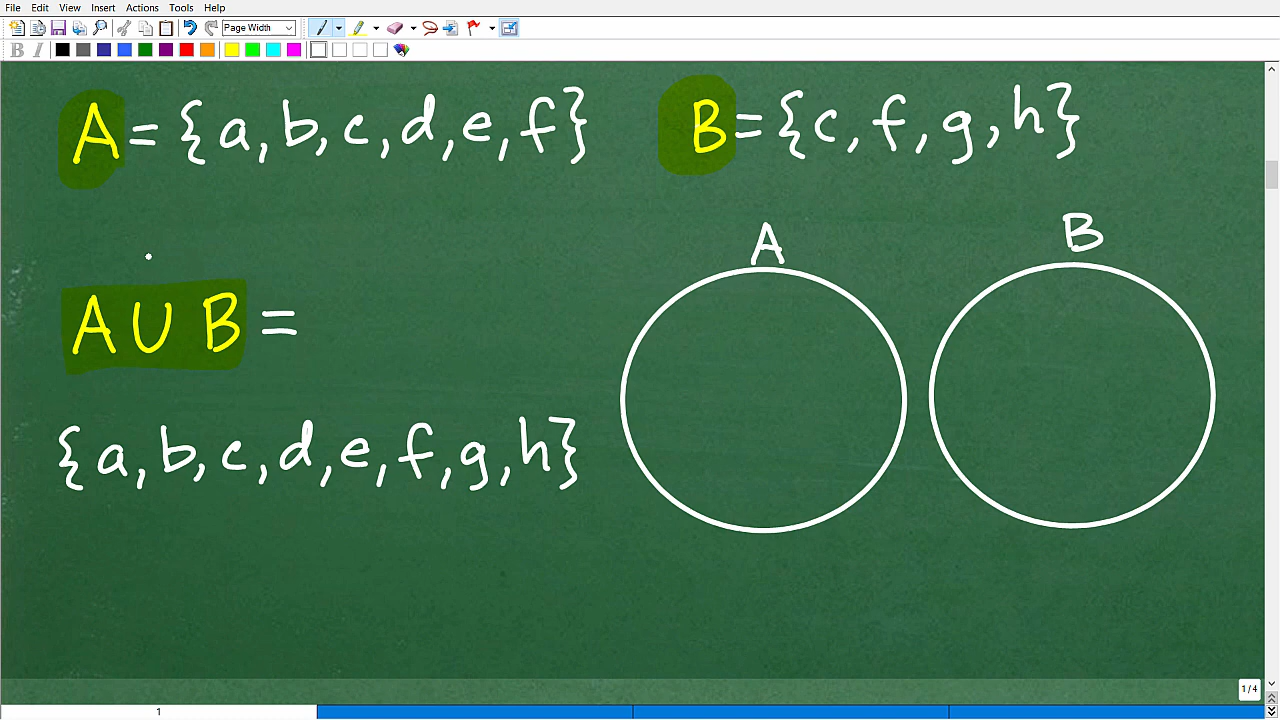 File Edit View Insert Actions Tools Help
Page Width
B I
A = {a, b, c, d, e, f} B = {c, f, g, h}
A B
A ∪ B =
{a, b, c, d, e, f, g, h}
1/4
1